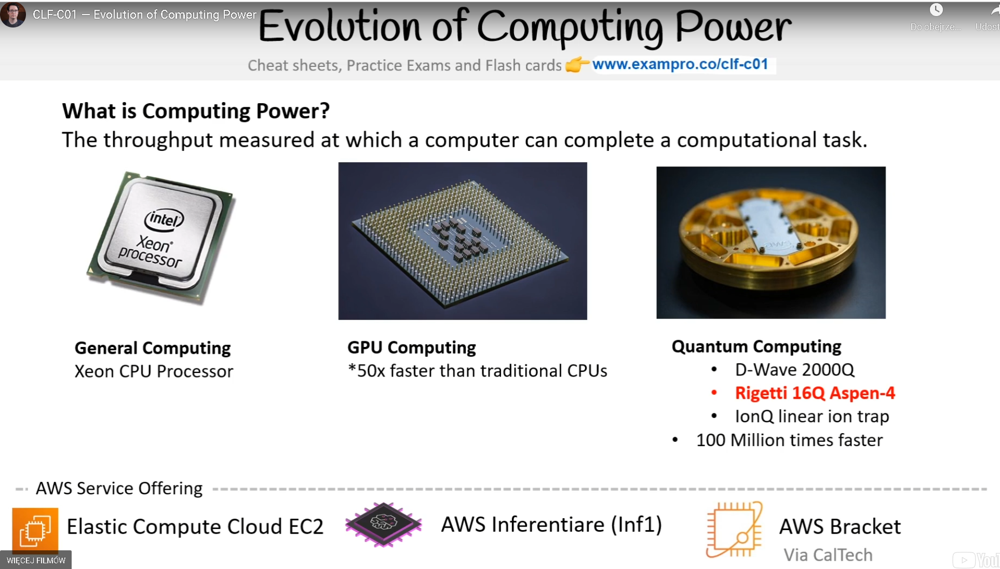 CLF-C01 — Evolution of Computing Power
Evolution of Computing Power
Do obejrze...
Cheat sheets, Practice Exams and Flash cards 👉 www.exampro.co/clf-c01
What is Computing Power?
The throughput measured at which a computer can complete a computational task.
intel
Xeon®
processor
aws
General Computing
Xeon CPU Processor
GPU Computing
*50x faster than traditional CPUs
Quantum Computing
• D-Wave 2000Q
• Rigetti 16Q Aspen-4
• IonQ linear ion trap
• 100 Million times faster
AWS Service Offering
Elastic Compute Cloud EC2
AWS Inferentiare (Inf1)
AWS Bracket
Via CalTech
WIĘCEJ FILMÓW